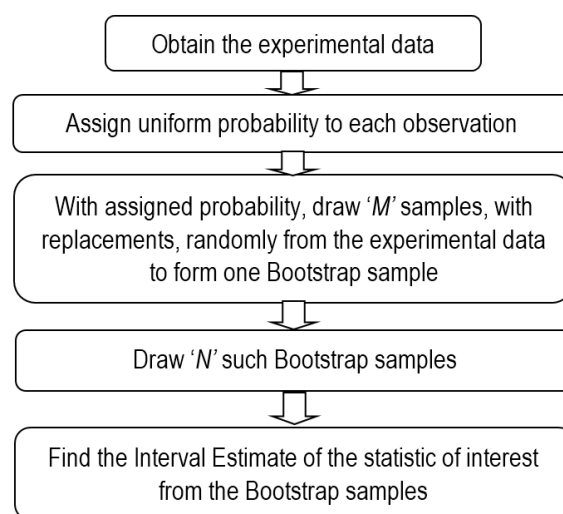 Obtain the experimental data
Assign uniform probability to each observation
With assigned probability, draw ‘M’ samples, with
replacements, randomly from the experimental data
to form one Bootstrap sample
Draw ‘N’ such Bootstrap samples
Find the Interval Estimate of the statistic of interest
from the Bootstrap samples